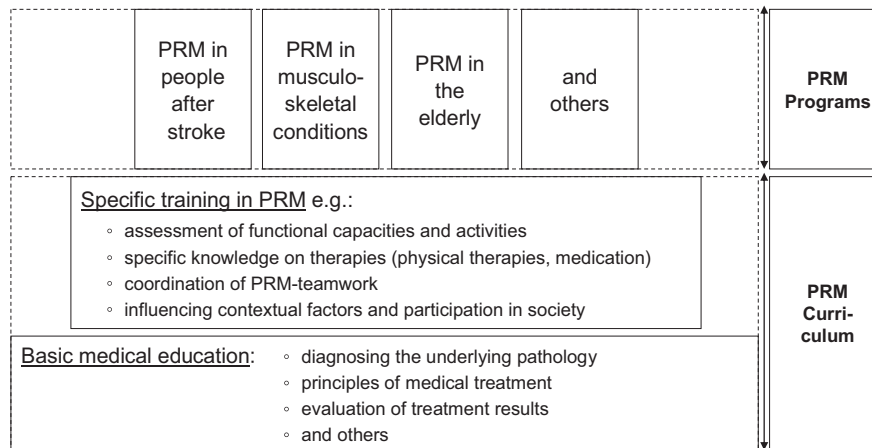 PRM in
people
after
stroke
PRM in
musculo-
skeletal
conditions
PRM in
the
elderly
and
others
PRM
Programs
Specific training in PRM e.g.:
◦ assessment of functional capacities and activities
◦ specific knowledge on therapies (physical therapies, medication)
◦ coordination of PRM-teamwork
◦ influencing contextual factors and participation in society
PRM
Curri-
culum
Basic medical education:
◦ diagnosing the underlying pathology
◦ principles of medical treatment
◦ evaluation of treatment results
◦ and others